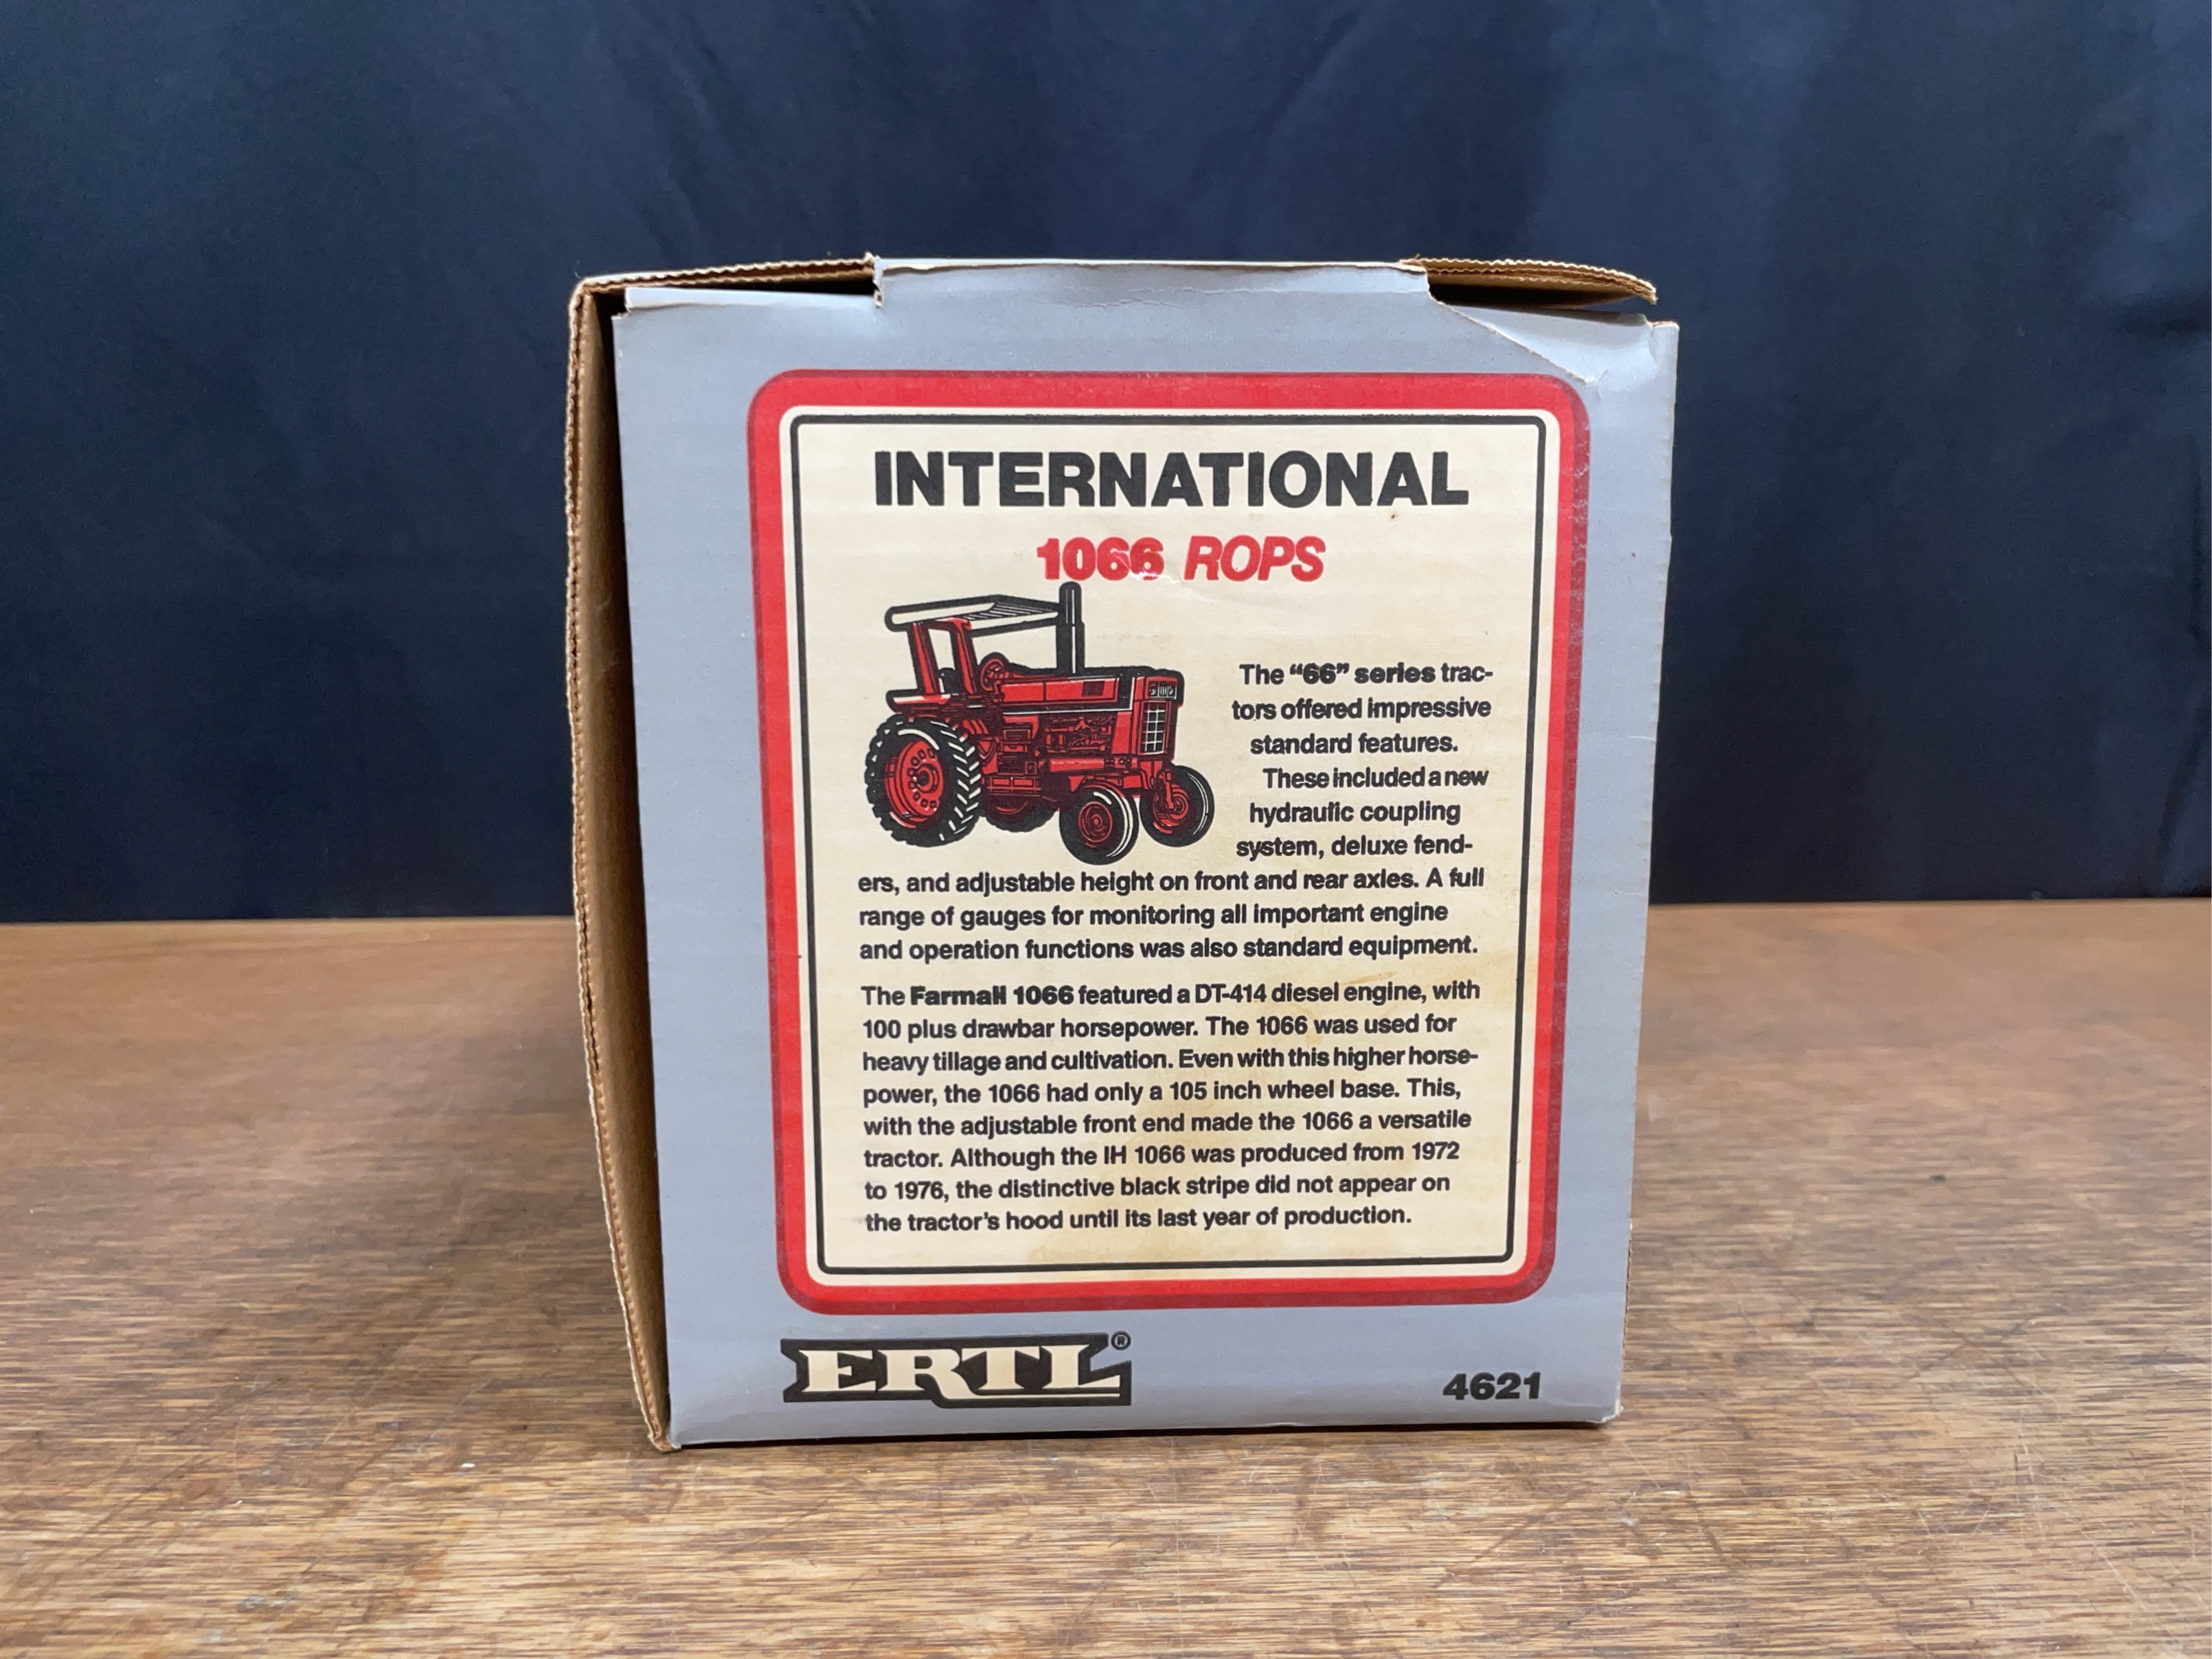 INTERNATIONAL
1066 ROPS
The “66” series trac-
tors offered impressive
standard features.
These included a new
hydraulic coupling
system, deluxe fend-
ers, and adjustable height on front and rear axles. A full
range of gauges for monitoring all important engine
and operation functions was also standard equipment.
The Farmall 1066 featured a DT-414 diesel engine, with
100 plus drawbar horsepower. The 1066 was used for
heavy tillage and cultivation. Even with this higher horse-
power, the 1066 had only a 105 inch wheel base. This,
with the adjustable front end made the 1066 a versatile
tractor. Although the IH 1066 was produced from 1972
to 1976, the distinctive black stripe did not appear on
the tractor's hood until its last year of production.
ERTL®
4621